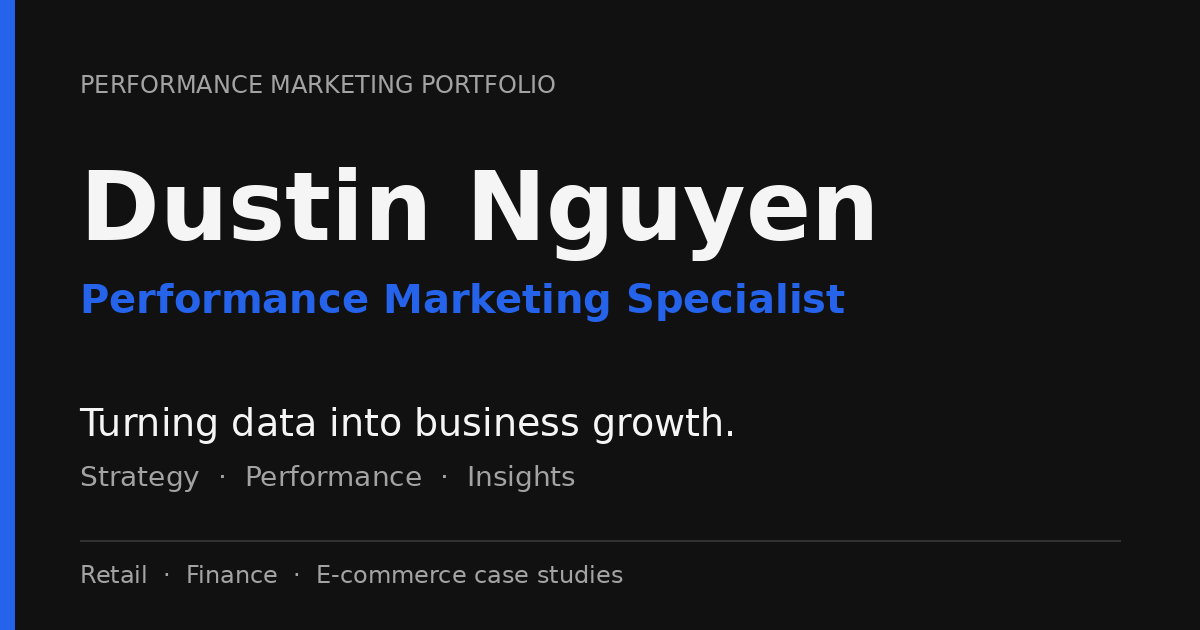 PERFORMANCE MARKETING PORTFOLIO
Dustin Nguyen
Performance Marketing Specialist
Turning data into business growth.
Strategy · Performance · Insights
Retail · Finance · E-commerce case studies